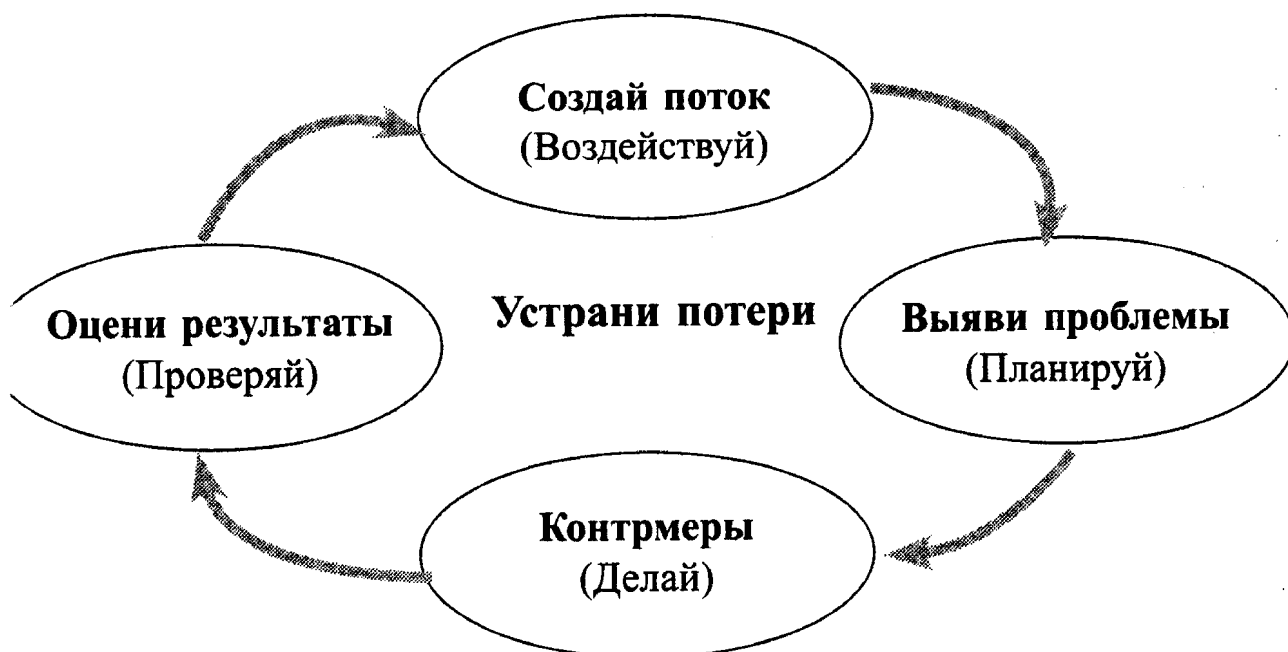 Создай поток
(Воздействуй)
Оцени результаты
(Проверяй)
Устрани потери
Выяви проблемы
(Планируй)
Контрмеры
(Делай)